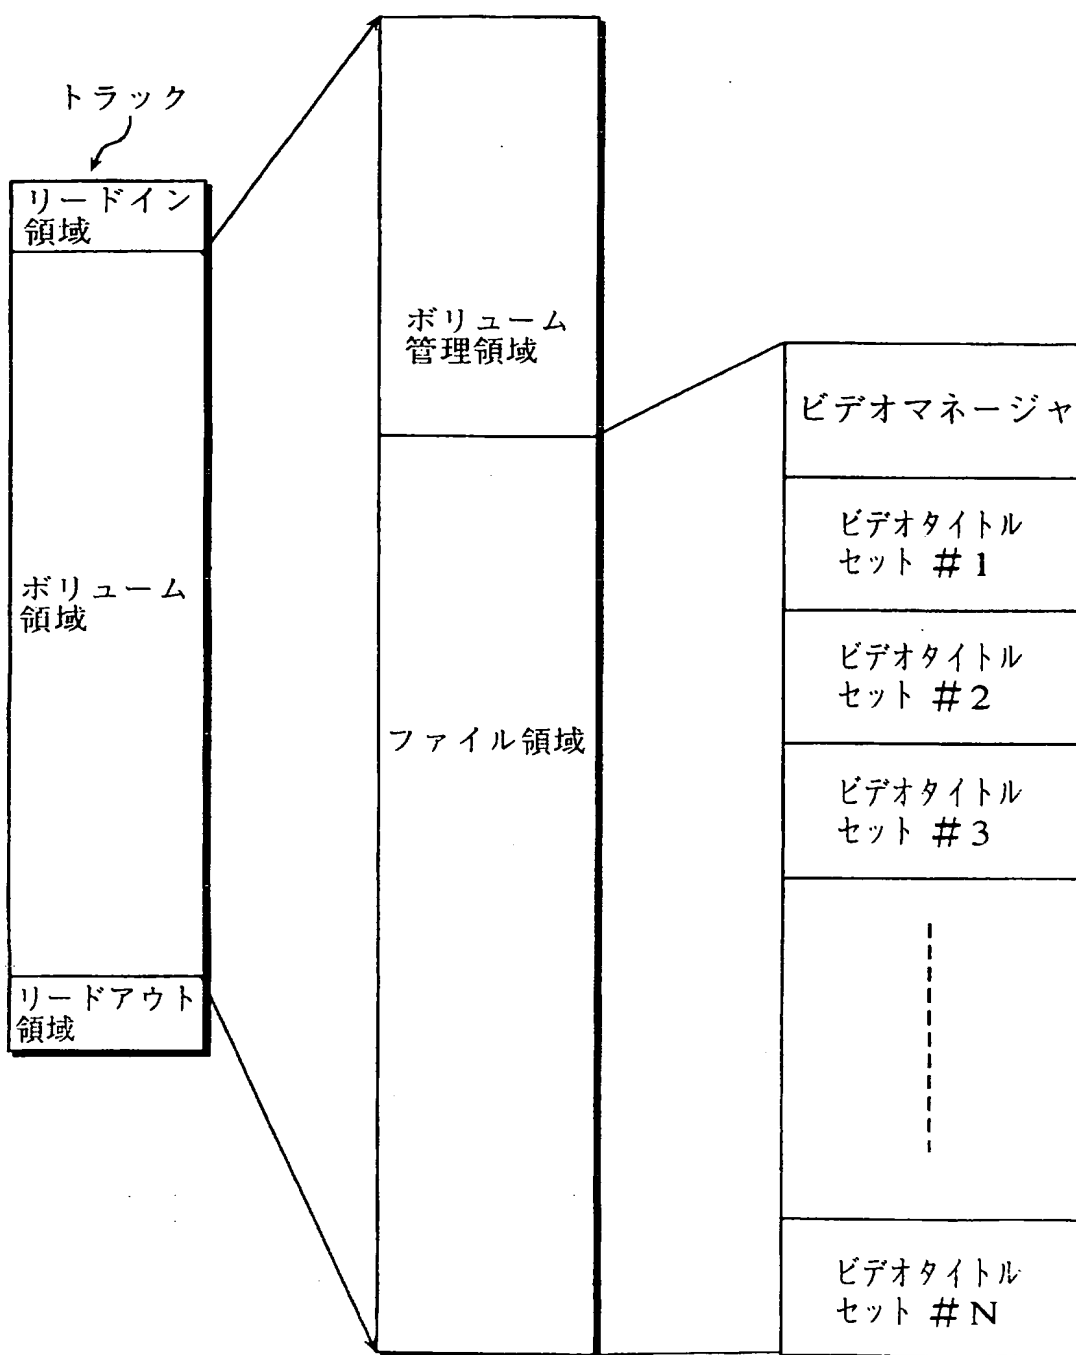 トラック
リードイン
領域
ボリューム
領域
リードアウト
領域
ボリューム
管理領域
ファイル領域
ビデオマネージャ
ビデオタイトル
セット #1
ビデオタイトル
セット #2
ビデオタイトル
セット #3
ビデオタイトル
セット #N